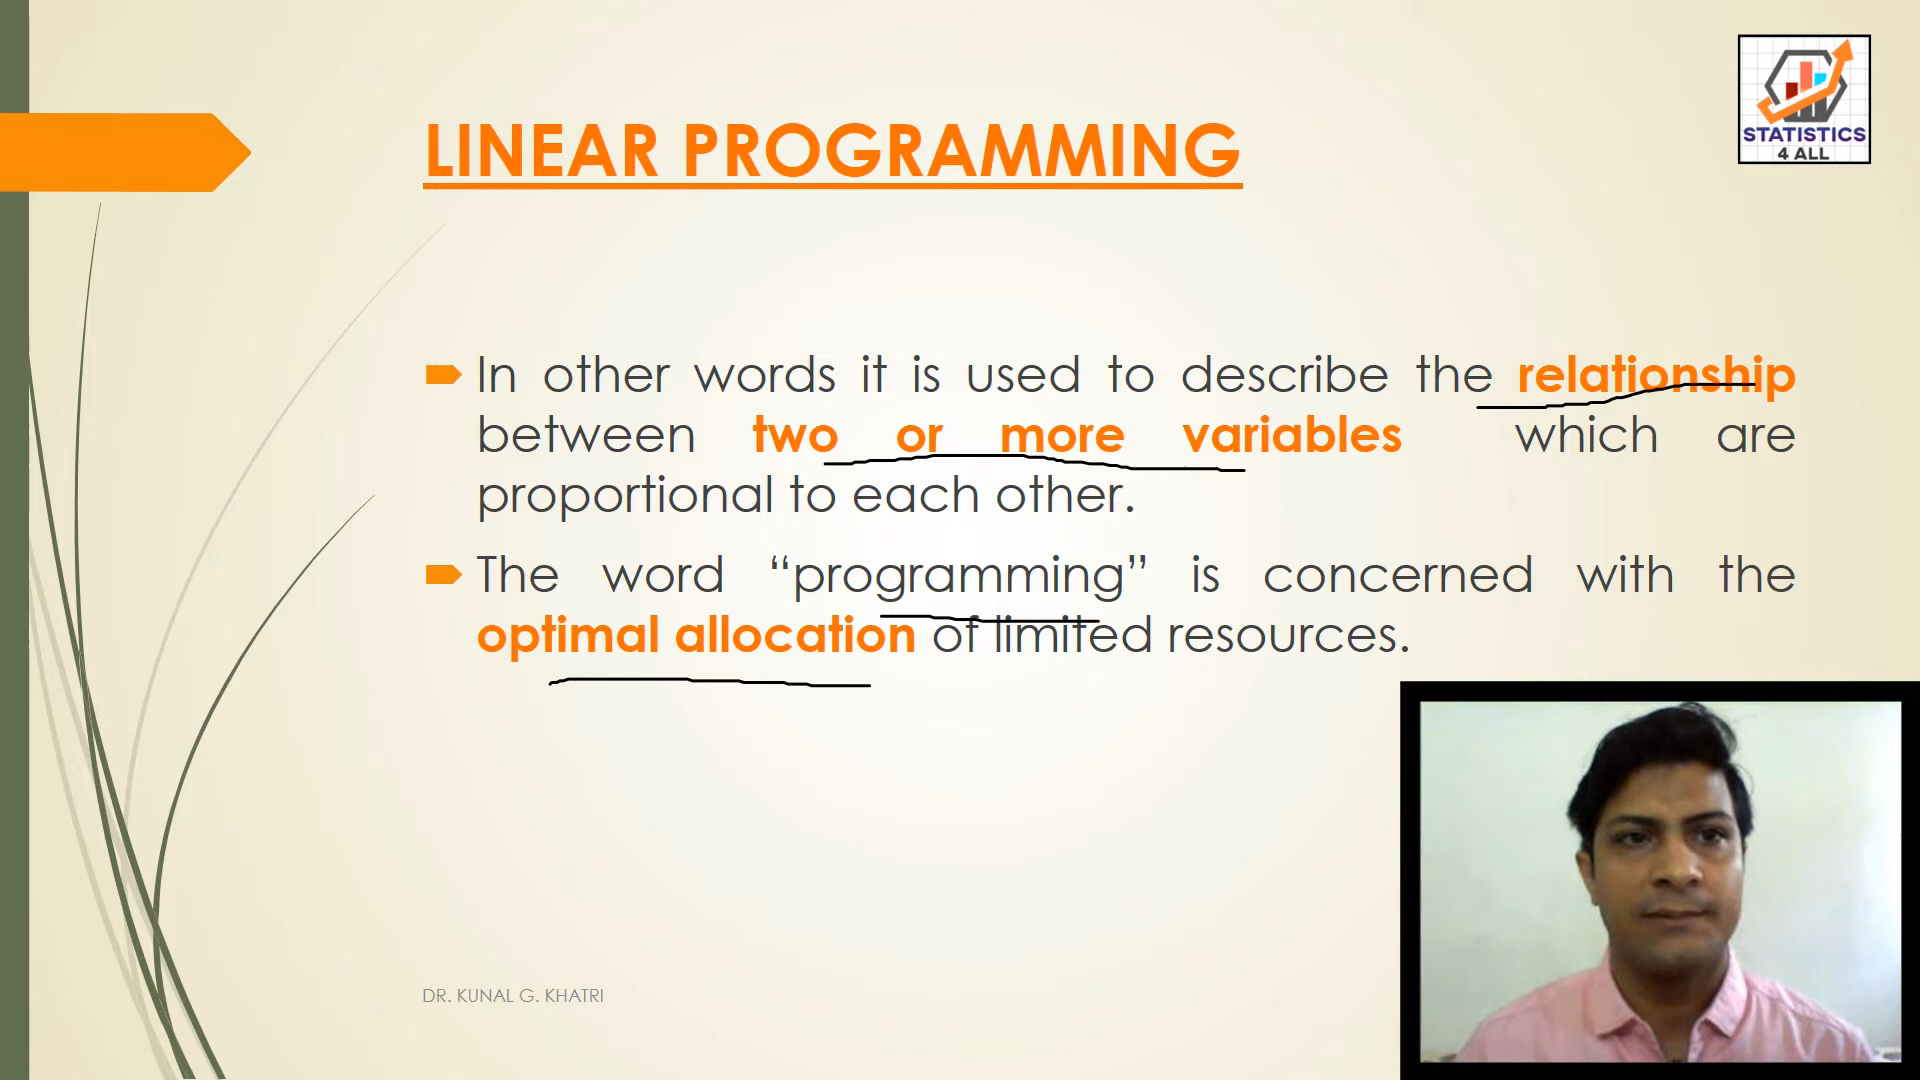 LINEAR PROGRAMMING
STATISTICS
4 ALL
In other words it is used to describe the relationship
between two or more variables which are
proportional to each other.
The word “programming” is concerned with the
optimal allocation of limited resources.
DR. KUNAL G. KHATRI